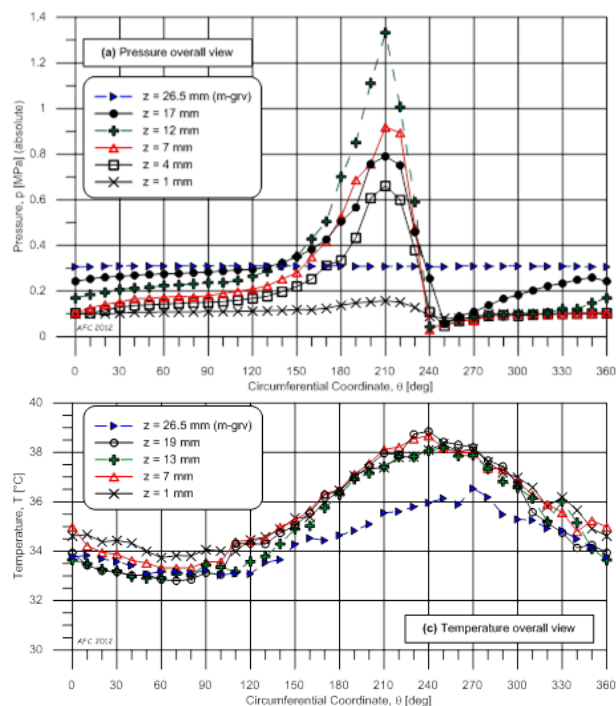 1.4
(a) Pressure overall view
1.2
z = 26.5 mm (m-grv)
z = 17 mm
1
z = 12 mm
z = 7 mm
0.8
z = 4 mm
z = 1 mm
0.6
0.4
0.2
0
AFC 2012
Pressure, p [MPa] (absolute)
0 30 60 90 120 150 180 210 240 270 300 330 360
Circumferential Coordinate, θ [deg]
40
z = 26.5 mm (m-grv)
z = 19 mm
38
z = 13 mm
z = 7 mm
z = 1 mm
36
34
32
30
Temperature, T [°C]
AFC 2012
(c) Temperature overall view
0 30 60 90 120 150 180 210 240 270 300 330 360
Circumferential Coordinate, θ [deg]